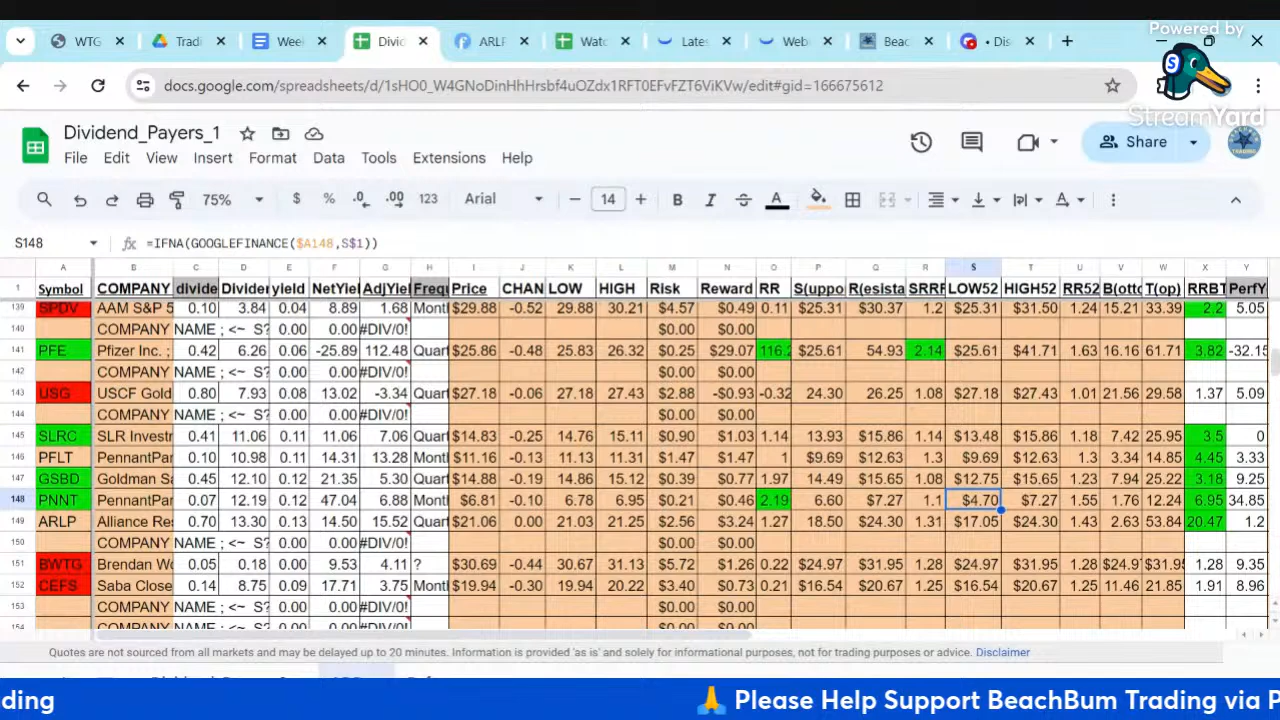 Powered by
WTG
Tradi
Wee
Divic
ARLF
Watc
Lates
Web
Beac
• Dis
docs.google.com/spreadsheets/d/1sHO0_W4GNoDinHhHrsbf4uOZdx1RFT0EFvFZT6ViKVw/edit#gid=166675612
StreamYard
Dividend_Payers_1
File Edit View Insert Format Data Tools Extensions Help
Share
75% $ % .0 .00 123 Arial 14 B I A
S148 =IFNA(GOOGLEFINANCE($A148,S$1))
A B C D E F G H I J K L M N O P Q R S T U V W X Y
1 Symbol COMPANY divide Divider yield NetYiel AdjYiel Frequ Price CHAN LOW HIGH Risk Reward RR S(uppo R(esista SRRF LOW52 HIGH52 RR52 B(otto T(op) RRBT PerfY
139 SPDV AAM S&P 5 0.10 3.84 0.04 8.89 1.68 Montl $29.88 -0.52 29.88 30.21 $4.57 $0.49 0.11 $25.31 $30.37 1.2 $25.31 $31.50 1.24 15.21 33.39 2.2 5.05
140 COMPANY NAME ; <~ S? 0.00 0.00 #DIV/0! $0.00 $0.00
141 PFE Pfizer Inc. ; 0.42 6.26 0.06 -25.89 112.48 Quart $25.86 -0.48 25.83 26.32 $0.25 $29.07 116.2 $25.61 54.93 2.14 $25.61 $41.71 1.63 16.16 61.71 3.82 -32.15
142 COMPANY NAME ; <~ S? 0.00 0.00 #DIV/0! $0.00 $0.00
143 USG USCF Gold 0.80 7.93 0.08 13.02 -3.34 Quart $27.18 -0.06 27.18 27.43 $2.88 -$0.93 -0.32 24.30 26.25 1.08 $27.18 $27.43 1.01 21.56 29.58 1.37 5.09
144 COMPANY NAME ; <~ S? 0.00 0.00 #DIV/0! $0.00 $0.00
145 SLRC SLR Investr 0.41 11.06 0.11 11.06 7.06 Quart $14.83 -0.25 14.76 15.11 $0.90 $1.03 1.14 13.93 $15.86 1.14 $13.48 $15.86 1.18 7.42 25.95 3.5 0
146 PFLT PennantPar 0.10 10.98 0.11 14.31 13.28 Month $11.16 -0.13 11.13 11.31 $1.47 $1.47 1 $9.69 $12.63 1.3 $9.69 $12.63 1.3 3.34 14.85 4.45 3.33
147 GSBD Goldman Sa 0.45 12.10 0.12 21.35 5.30 Quart $14.88 -0.19 14.86 15.25 $0.39 $0.77 1.97 14.49 $15.65 1.08 $12.75 $15.65 1.23 7.94 25.22 3.18 9.25
148 PNNT PennantPar 0.07 12.19 0.12 47.04 6.88 Month $6.81 -0.10 6.78 6.95 $0.21 $0.46 2.19 6.60 $7.27 1.1 $4.70 $7.27 1.55 1.76 12.24 6.95 34.85
149 ARLP Alliance Res 0.70 13.30 0.13 14.50 15.52 Quart $21.06 0.00 21.03 21.25 $2.56 $3.24 1.27 18.50 $24.30 1.31 $17.05 $24.30 1.43 2.63 53.84 20.47 1.2
150 COMPANY NAME ; <~ S? 0.00 0.00 #DIV/0! $0.00 $0.00
151 BWTG Brendan Wo 0.05 0.18 0.00 9.53 4.11 ? $30.69 -0.44 30.67 31.13 $5.72 $1.26 0.22 $24.97 $31.95 1.28 $24.97 $31.95 1.28 $24.97 $31.95 1.28 9.35
152 CEFS Saba Close 0.14 8.75 0.09 17.71 3.75 Month $19.94 -0.30 19.94 20.22 $3.40 $0.73 0.21 $16.54 $20.67 1.25 $16.54 $20.67 1.25 11.46 21.85 1.91 8.96
153 COMPANY NAME ; <~ S? 0.00 0.00 #DIV/0! $0.00 $0.00
Quotes are not sourced from all markets and may be delayed up to 20 minutes. Information is provided 'as is' and solely for informational purposes, not for trading purposes or advice. Disclaimer
ding 🙏 Please Help Support BeachBum Trading via P